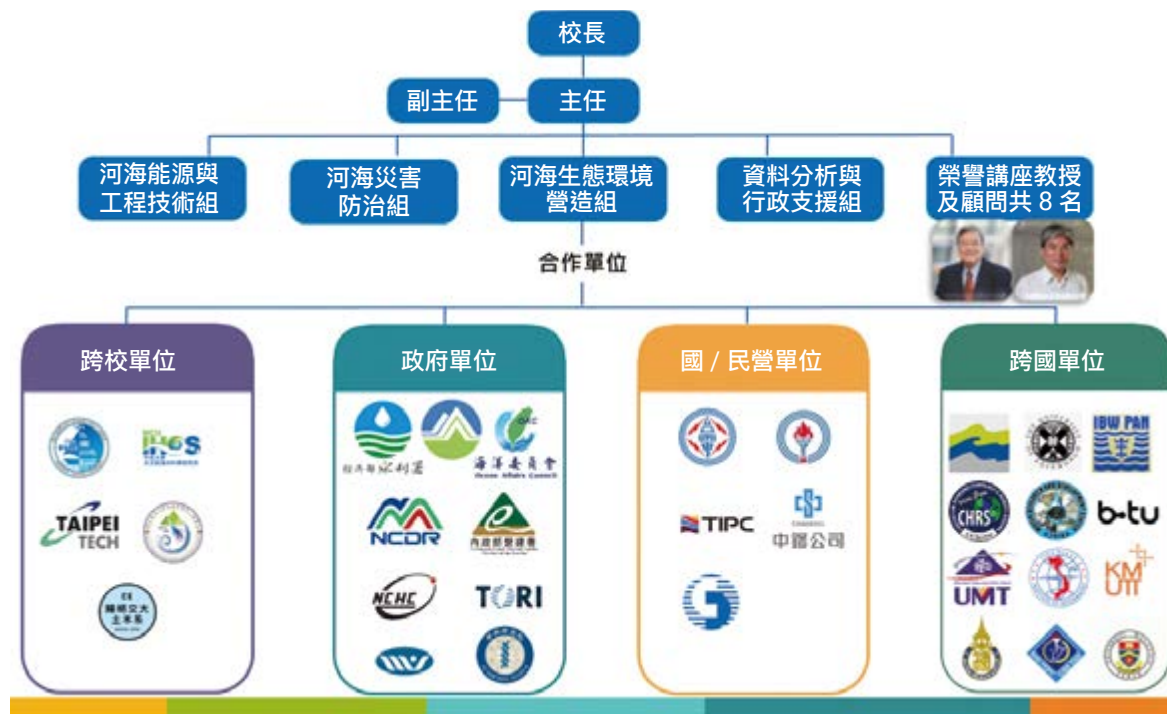 校長
副主任
主任
河海能源與
工程技術組
河海災害
防治組
河海生態環境
營造組
資料分析與
行政支援組
榮譽講座教授
及顧問共 8 名
合作單位
跨校單位
政府單位
國 / 民營單位
跨國單位
TAIPEI
TECH
陽明交大
土木系
經濟部水利署
OAC
海洋委員會
Ocean Affairs Council
NCDR
內政部營建署
NCHC
TORI
TIPC
中鋼公司
IBW PAN
CHRS
b-tu
UMT
KM
UTT